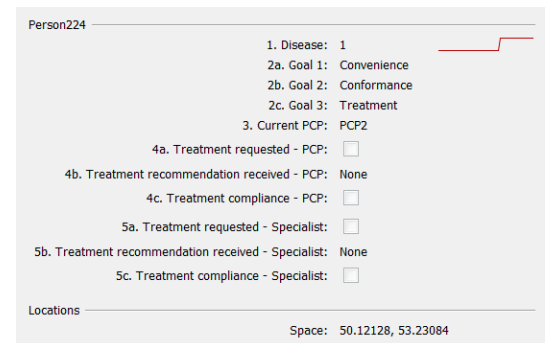 Person224
1. Disease: 1
2a. Goal 1: Convenience
2b. Goal 2: Conformance
2c. Goal 3: Treatment
3. Current PCP: PCP2
4a. Treatment requested - PCP:
4b. Treatment recommendation received - PCP: None
4c. Treatment compliance - PCP:
5a. Treatment requested - Specialist:
5b. Treatment recommendation received - Specialist: None
5c. Treatment compliance - Specialist:
Locations
Space: 50.12128, 53.23084